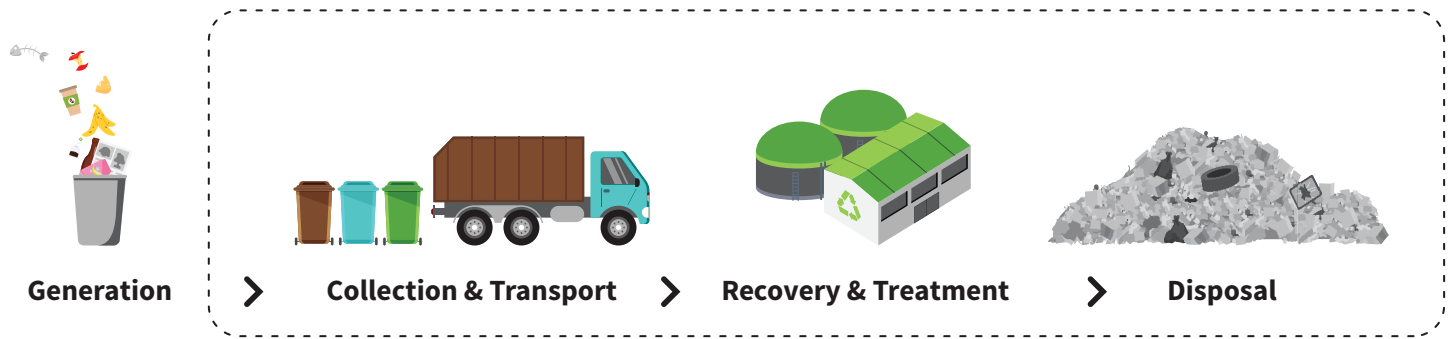 Generation
Collection & Transport
Recovery & Treatment
Disposal